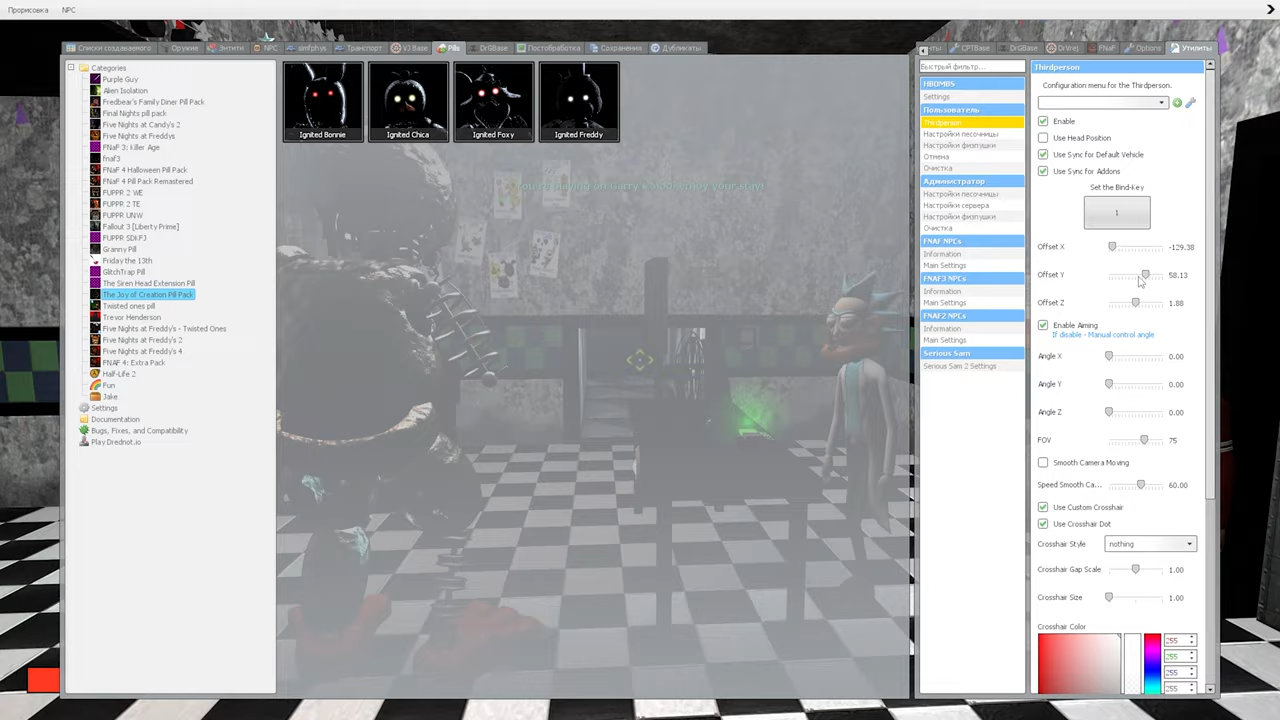 Прорисовка NPC
Списки создаваемого Оружие Энтити NPC simfphys Транспорт VJ Base Pills DrGBase Постобработка Сохранения Дубликаты
CPTBase DrGBase DrVrej FNaF Options Утилиты
Categories
Purple Guy
Alien Isolation
Fredbear's Family Diner Pill Pack
Final Nights pill pack
Five Nights at Candy's 2
Five Nights at Freddys
FNaF 3: Killer Age
fnaf3
FNaF 4 Halloween Pill Pack
FNaF 4 Pill Pack Remastered
FUPPR 2 WE
FUPPR 2 TE
FUPPR UNW
Fallout 3 [Liberty Prime]
FUPPR SDI:FJ
Granny Pill
Friday the 13th
GlitchTrap Pill
The Siren Head Extension Pill
The Joy of Creation Pill Pack
Twisted ones pill
Trevor Henderson
Five Nights at Freddy's - Twisted Ones
Five Nights at Freddy's 2
Five Nights at Freddy's 4
FNAF 4: Extra Pack
Half-Life 2
Fun
Jake
Settings
Documentation
Bugs, Fixes, and Compatibility
Play Drednot.io
Ignited Bonnie
Ignited Chica
Ignited Foxy
Ignited Freddy
Быстрый фильтр...
HBOMBS
Settings
Пользователь
Thirdperson
Настройки песочницы
Настройки физпушки
Отмена
Очистка
Администратор
Настройки песочницы
Настройки сервера
Настройки физпушки
Очистка
FNAF NPCs
Information
Main Settings
FNAF3 NPCs
Information
Main Settings
FNAF2 NPCs
Information
Main Settings
Serious Sam
Serious Sam 2 Settings
Thirdperson
Configuration menu for the Thirdperson.
Enable
Use Head Position
Use Sync for Default Vehicle
Use Sync for Addons
Set the Bind-Key
1
Offset X -129.38
Offset Y 58.13
Offset Z 1.88
Enable Aiming
If disable - Manual control angle
Angle X 0.00
Angle Y 0.00
Angle Z 0.00
FOV 75
Smooth Camera Moving
Speed Smooth Ca... 60.00
Use Custom Crosshair
Use Crosshair Dot
Crosshair Style nothing
Crosshair Gap Scale 1.00
Crosshair Size 1.00
Crosshair Color
255
255
255
255